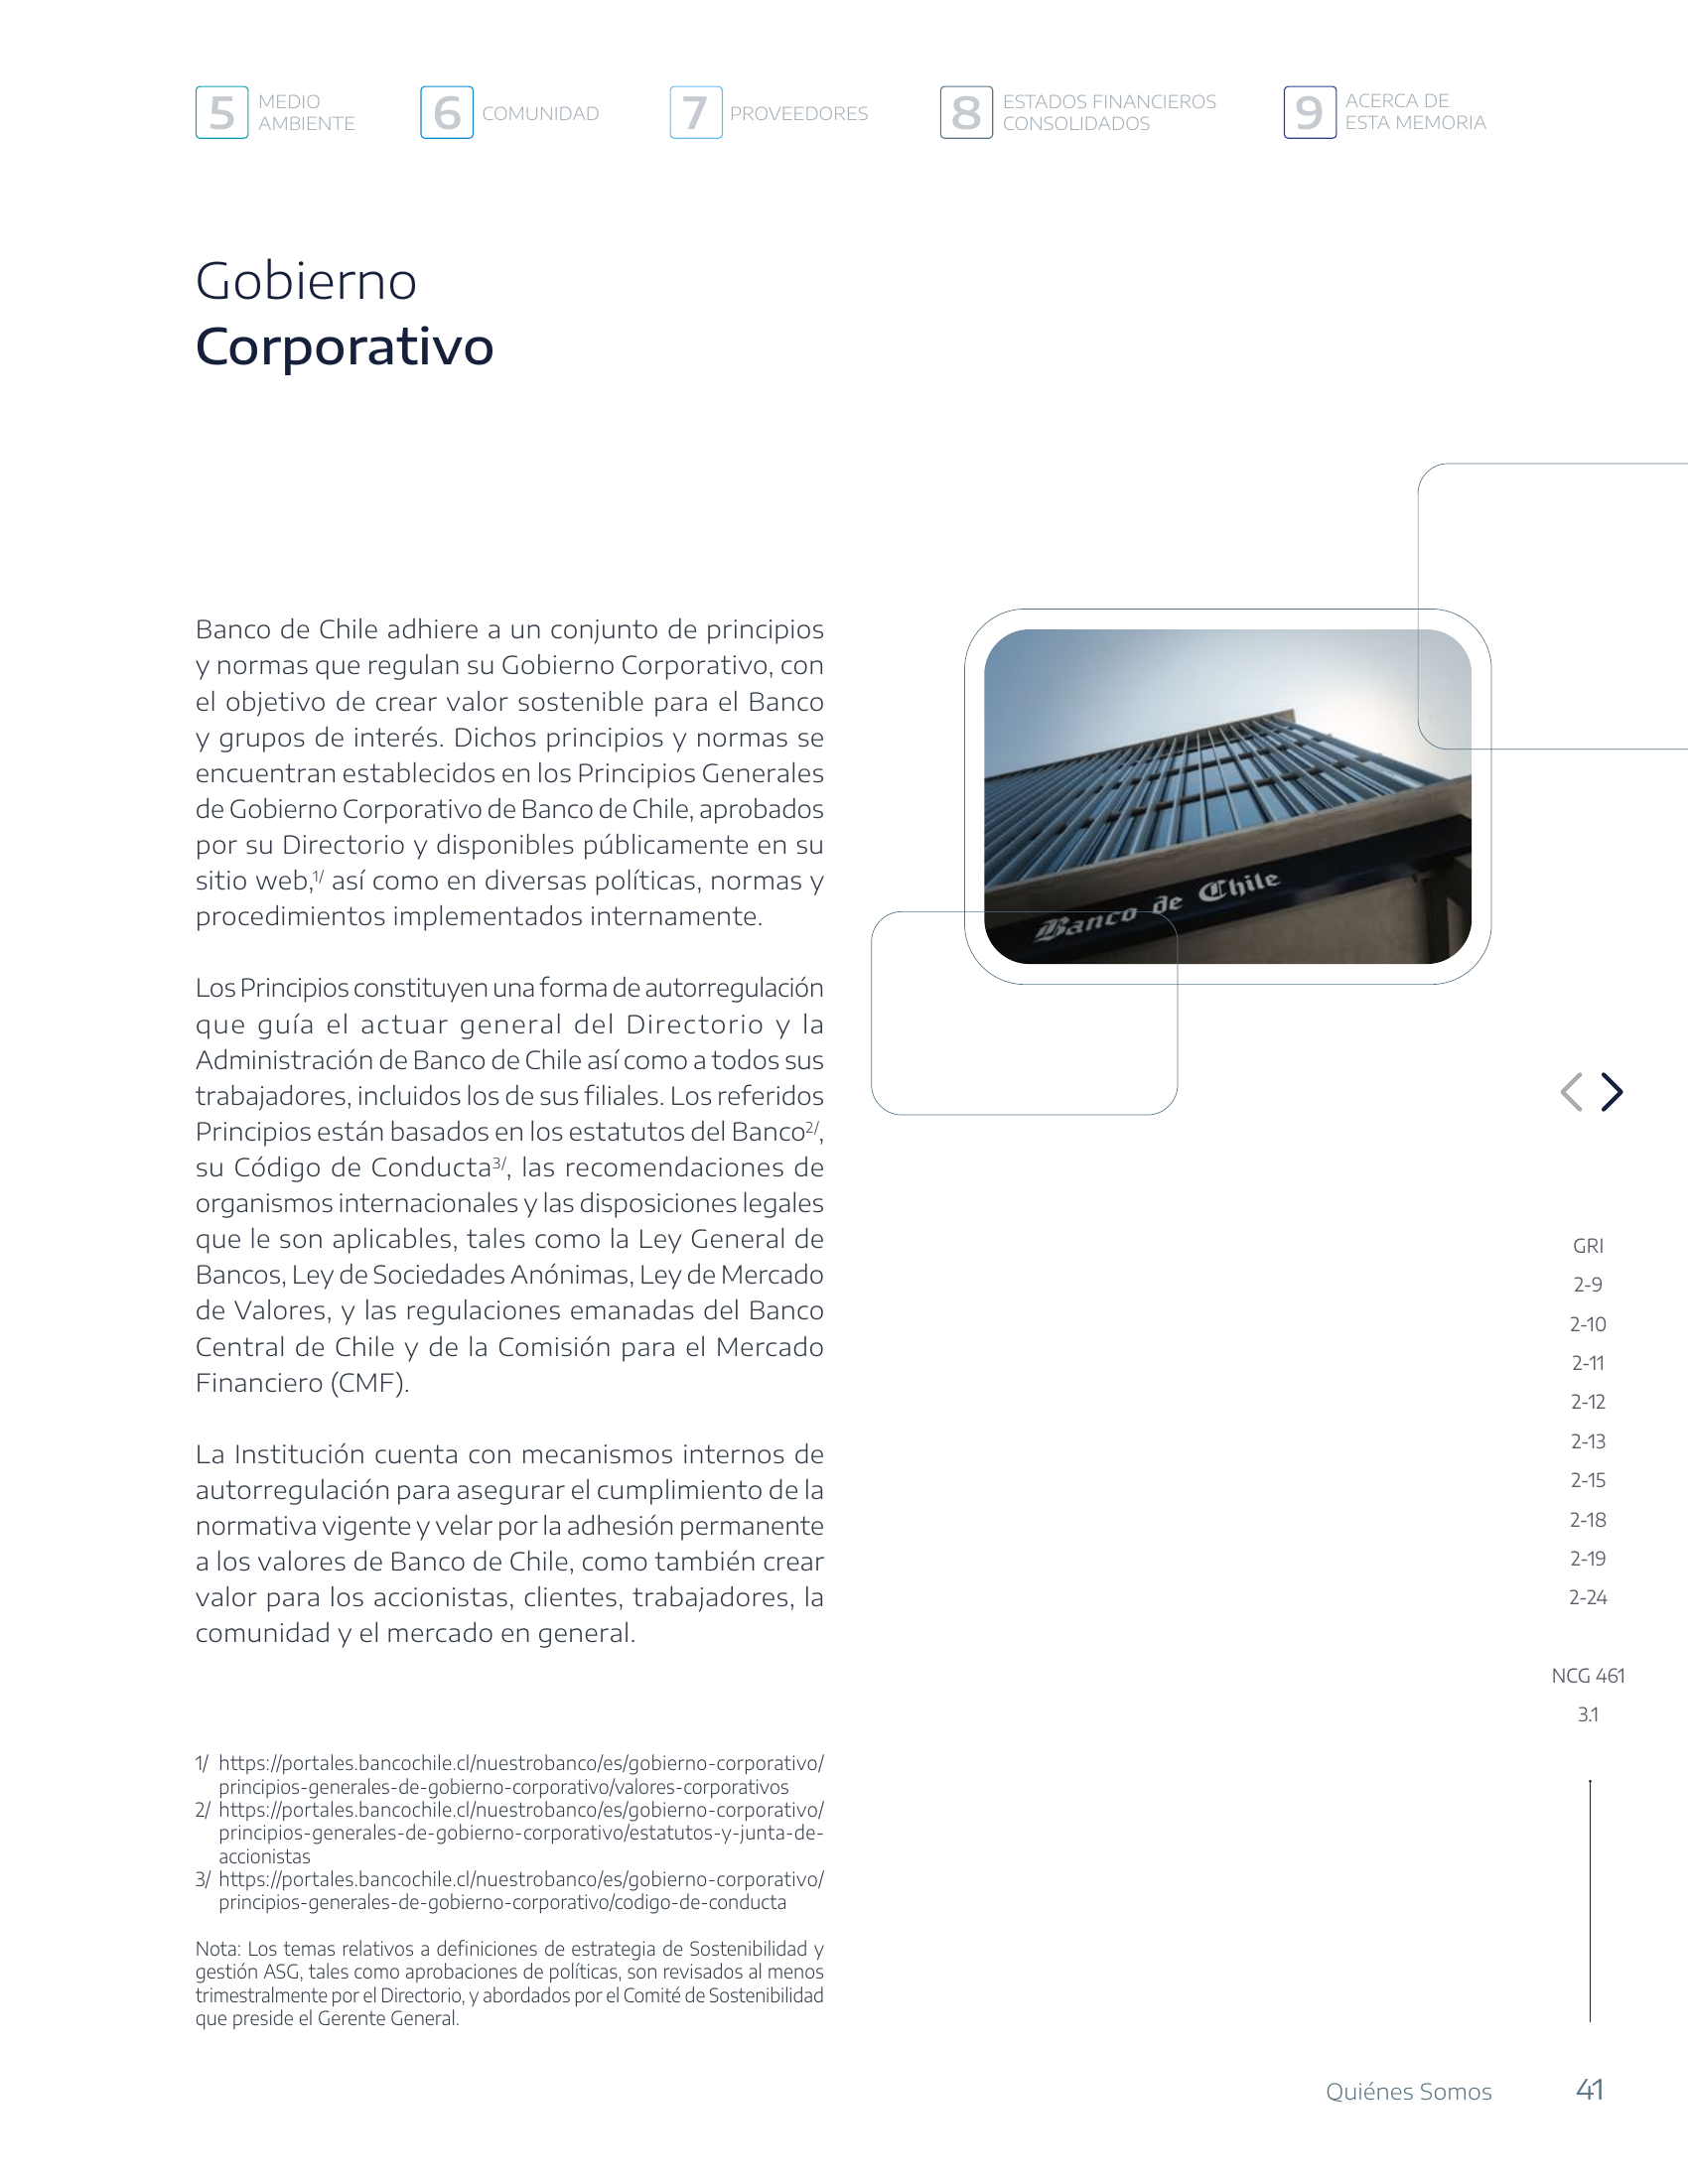 5 MEDIO
AMBIENTE
6 COMUNIDAD
7 PROVEEDORES
8 ESTADOS FINANCIEROS
CONSOLIDADOS
9 ACERCA DE
ESTA MEMORIA
Gobierno
Corporativo
Banco de Chile adhiere a un conjunto de principios
y normas que regulan su Gobierno Corporativo, con
el objetivo de crear valor sostenible para el Banco
y grupos de interés. Dichos principios y normas se
encuentran establecidos en los Principios Generales
de Gobierno Corporativo de Banco de Chile, aprobados
por su Directorio y disponibles públicamente en su
sitio web,1/ así como en diversas políticas, normas y
procedimientos implementados internamente.
Los Principios constituyen una forma de autorregulación
que guía el actuar general del Directorio y la
Administración de Banco de Chile así como a todos sus
trabajadores, incluidos los de sus filiales. Los referidos
Principios están basados en los estatutos del Banco2/,
su Código de Conducta3/, las recomendaciones de
organismos internacionales y las disposiciones legales
que le son aplicables, tales como la Ley General de
Bancos, Ley de Sociedades Anónimas, Ley de Mercado
de Valores, y las regulaciones emanadas del Banco
Central de Chile y de la Comisión para el Mercado
Financiero (CMF).
La Institución cuenta con mecanismos internos de
autorregulación para asegurar el cumplimiento de la
normativa vigente y velar por la adhesión permanente
a los valores de Banco de Chile, como también crear
valor para los accionistas, clientes, trabajadores, la
comunidad y el mercado en general.
1/ https://portales.bancochile.cl/nuestrobanco/es/gobierno-corporativo/
principios-generales-de-gobierno-corporativo/valores-corporativos
2/ https://portales.bancochile.cl/nuestrobanco/es/gobierno-corporativo/
principios-generales-de-gobierno-corporativo/estatutos-y-junta-de-
accionistas
3/ https://portales.bancochile.cl/nuestrobanco/es/gobierno-corporativo/
principios-generales-de-gobierno-corporativo/codigo-de-conducta
Nota: Los temas relativos a definiciones de estrategia de Sostenibilidad y
gestión ASG, tales como aprobaciones de políticas, son revisados al menos
trimestralmente por el Directorio, y abordados por el Comité de Sostenibilidad
que preside el Gerente General.
Banco de Chile
GRI
2-9
2-10
2-11
2-12
2-13
2-15
2-18
2-19
2-24
NCG 461
3.1
Quiénes Somos 41